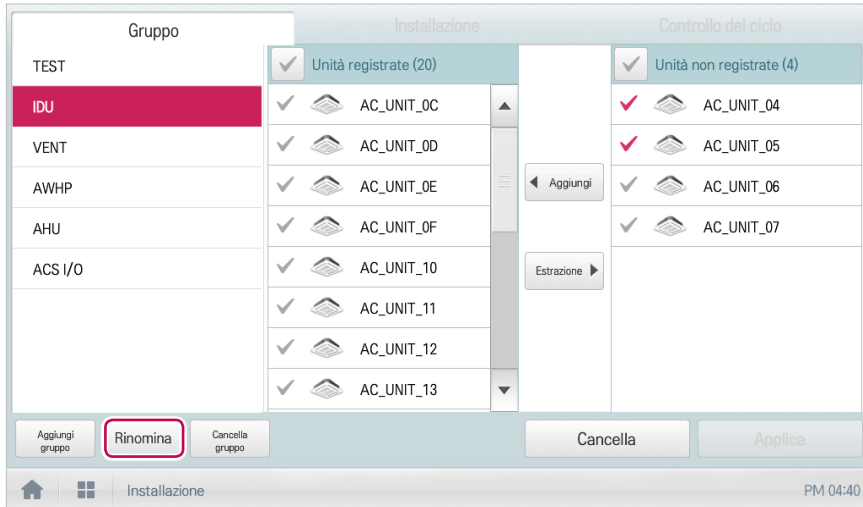 Gruppo
Installazione
Controllo del ciclo
TEST
IDU
VENT
AWHP
AHU
ACS I/O
Unità registrate (20)
AC_UNIT_0C
AC_UNIT_0D
AC_UNIT_0E
AC_UNIT_0F
AC_UNIT_10
AC_UNIT_11
AC_UNIT_12
AC_UNIT_13
Aggiungi
Estrazione
Unità non registrate (4)
AC_UNIT_04
AC_UNIT_05
AC_UNIT_06
AC_UNIT_07
Aggiungi
gruppo
Rinomina
Cancella
gruppo
Cancella
Applica
Installazione
PM 04:40